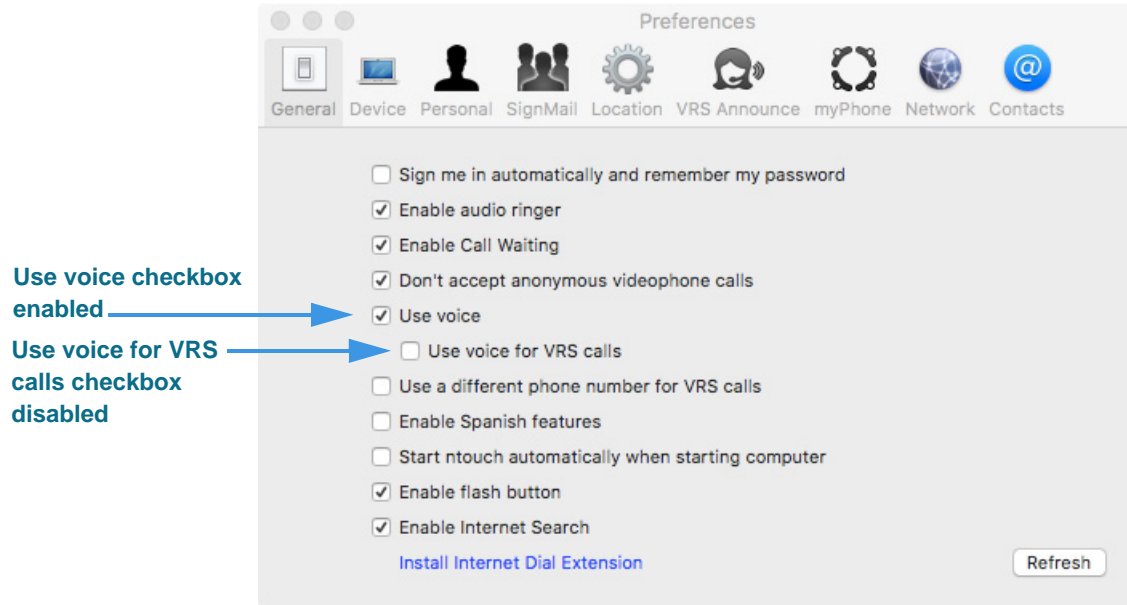 Preferences
General Device Personal SignMail Location VRS Announce myPhone Network Contacts
Sign me in automatically and remember my password
Enable audio ringer
Enable Call Waiting
Don't accept anonymous videophone calls
Use voice checkbox
enabled
Use voice
Use voice for VRS
calls checkbox
disabled
Use voice for VRS calls
Use a different phone number for VRS calls
Enable Spanish features
Start ntouch automatically when starting computer
Enable flash button
Enable Internet Search
Install Internet Dial Extension
Refresh